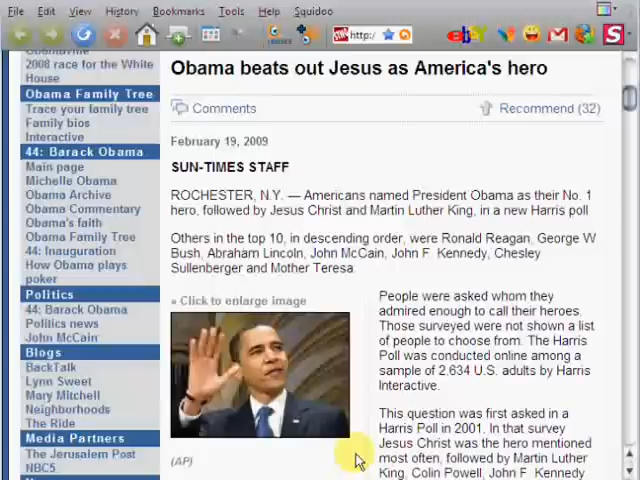 File Edit View History Bookmarks Tools Help Squidoo
http:/
ebY
S
Obamaville
2008 race for the White
House
Obama Family Tree
Trace your family tree
Family bios
Interactive
44: Barack Obama
Main page
Michelle Obama
Obama Archive
Obama Commentary
Obama's faith
Obama Family Tree
44: Inauguration
How Obama plays
poker
Politics
44: Barack Obama
Politics news
John McCain
Blogs
BackTalk
Lynn Sweet
Mary Mitchell
Neighborhoods
The Ride
Media Partners
The Jerusalem Post
NBC5
Obama beats out Jesus as America's hero
Comments
Recommend (32)
February 19, 2009
SUN-TIMES STAFF
ROCHESTER, N.Y. — Americans named President Obama as their No. 1
hero, followed by Jesus Christ and Martin Luther King, in a new Harris poll
Others in the top 10, in descending order, were Ronald Reagan, George W
Bush, Abraham Lincoln, John McCain, John F. Kennedy, Chesley
Sullenberger and Mother Teresa.
» Click to enlarge image
(AP)
People were asked whom they
admired enough to call their heroes.
Those surveyed were not shown a list
of people to choose from. The Harris
Poll was conducted online among a
sample of 2,634 U.S. adults by Harris
Interactive.
This question was first asked in a
Harris Poll in 2001. In that survey
Jesus Christ was the hero mentioned
most often, followed by Martin Luther
King, Colin Powell, John F. Kennedy